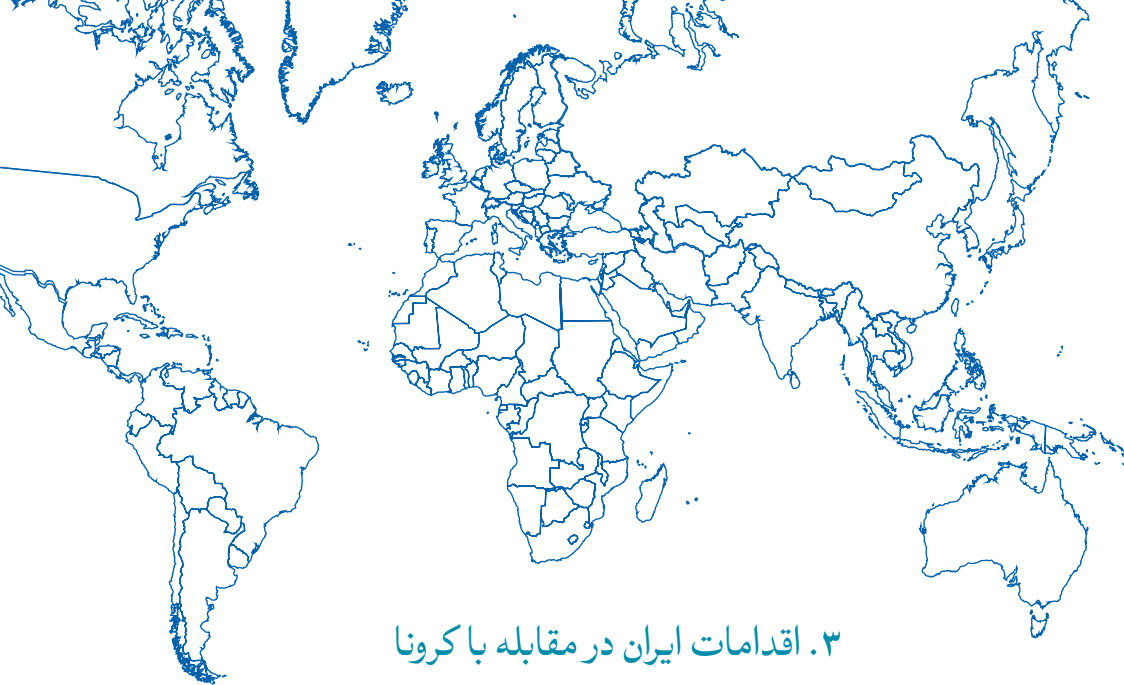 ۳. اقدامات ایران در مقابله با کرونا